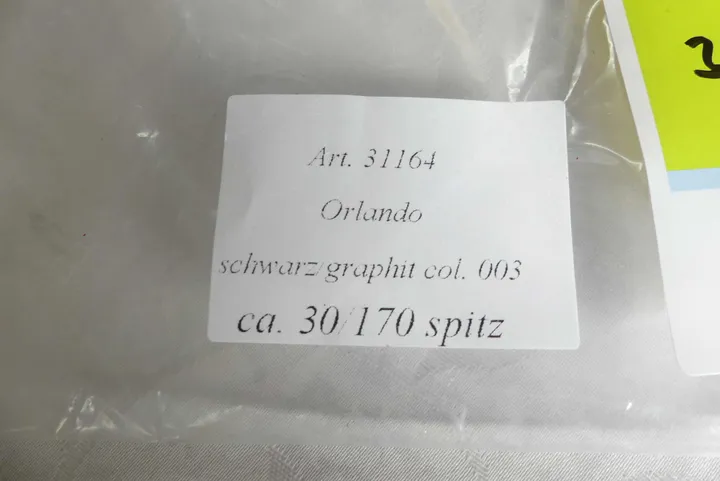 Art. 31164
Orlando
schwarz/graphit col. 003
ca. 30/170 spitz